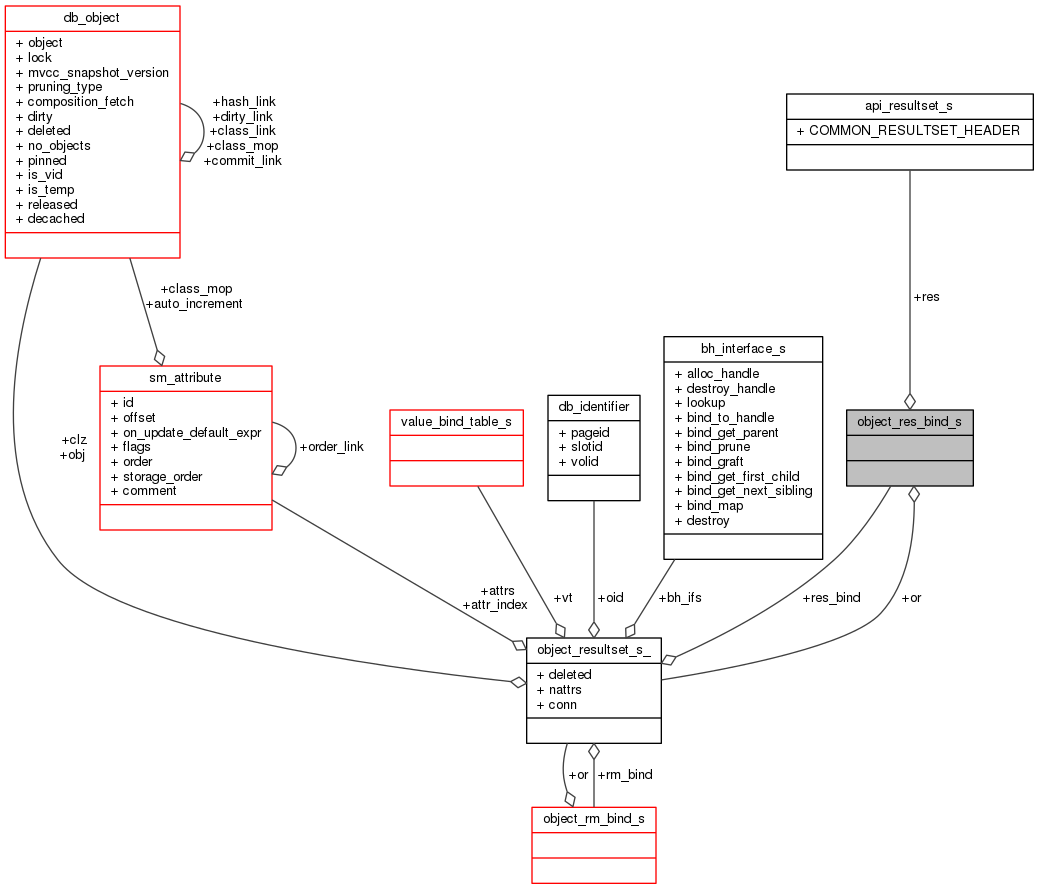 db_object
+ object
+ lock
+ mvcc_snapshot_version
+ pruning_type
+ composition_fetch
+ dirty
+ deleted
+ no_objects
+ pinned
+ is_vid
+ is_temp
+ released
+ decached
+hash_link
+dirty_link
+class_link
+class_mop
+commit_link
api_resultset_s
+ COMMON_RESULTSET_HEADER
+class_mop
+auto_increment
+res
sm_attribute
+ id
+ offset
+ on_update_default_expr
+ flags
+ order
+ storage_order
+ comment
+order_link
value_bind_table_s
db_identifier
+ pageid
+ slotid
+ volid
bh_interface_s
+ alloc_handle
+ destroy_handle
+ lookup
+ bind_to_handle
+ bind_get_parent
+ bind_prune
+ bind_graft
+ bind_get_first_child
+ bind_get_next_sibling
+ bind_map
+ destroy
object_res_bind_s
+clz
+obj
+attrs
+attr_index
+vt
+oid
+bh_ifs
+res_bind
+or
object_resultset_s_
+ deleted
+ nattrs
+ conn
+or
+rm_bind
object_rm_bind_s